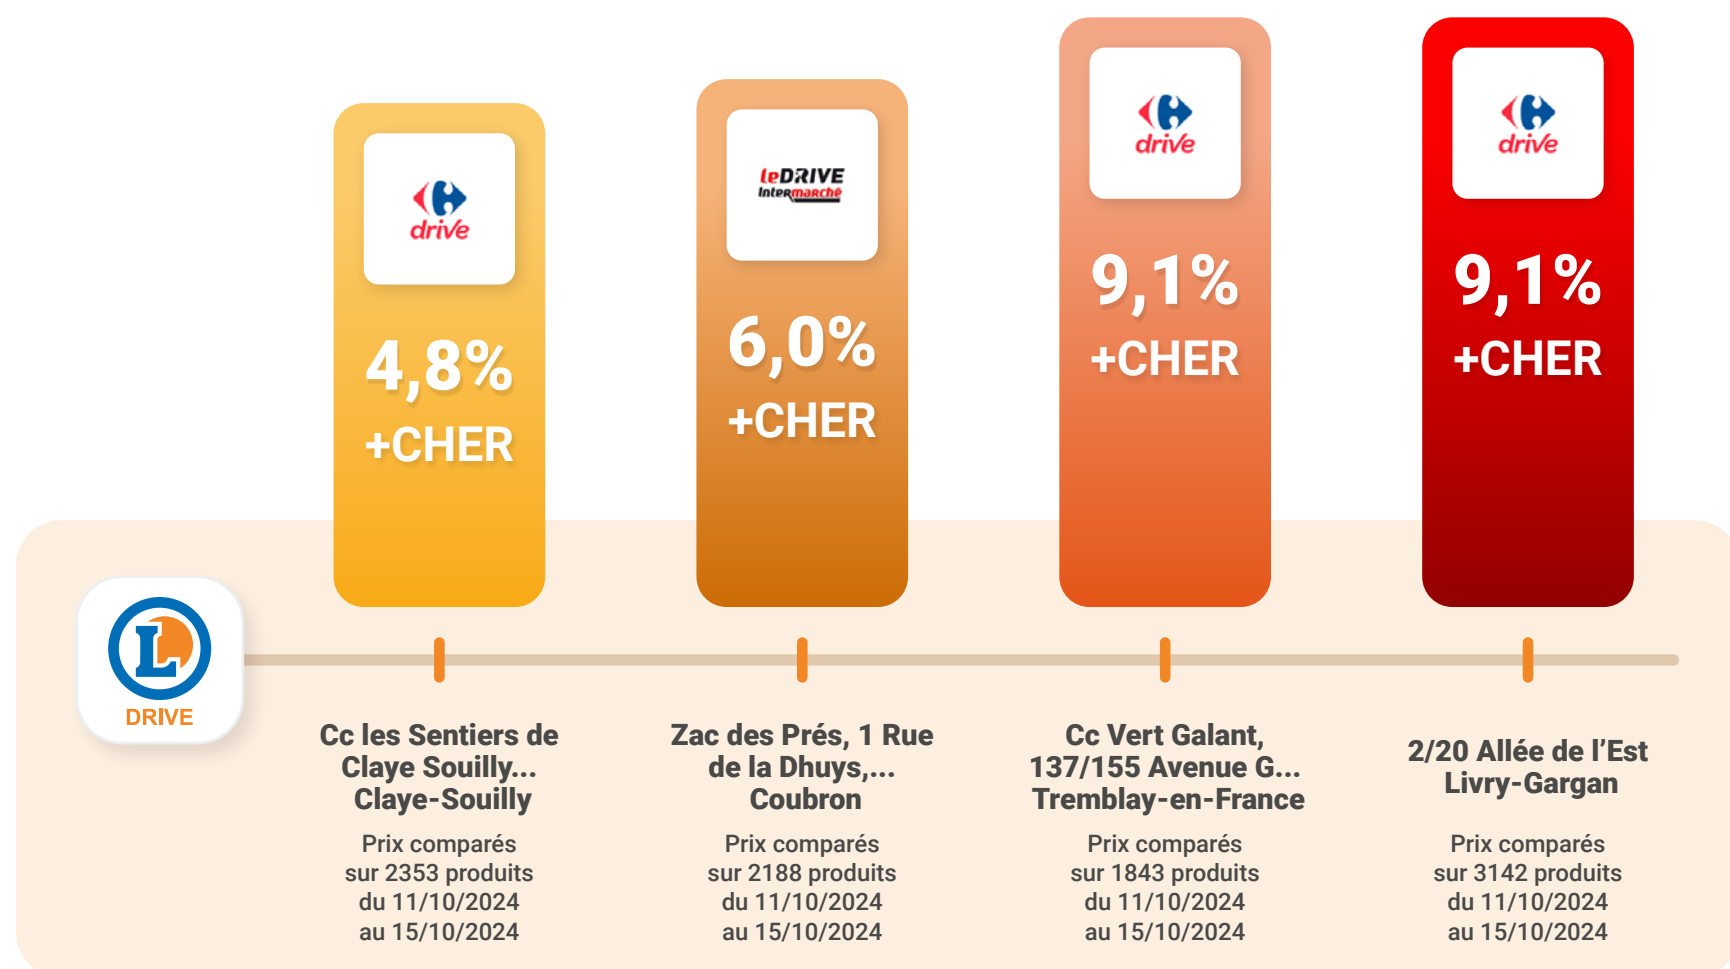 drive
4,8%
+CHER
leDRIVE
Intermarché
6,0%
+CHER
drive
9,1%
+CHER
drive
9,1%
+CHER
L
DRIVE
Cc les Sentiers de
Claye Souilly...
Claye-Souilly
Prix comparés
sur 2353 produits
du 11/10/2024
au 15/10/2024
Zac des Prés, 1 Rue
de la Dhuys,...
Coubron
Prix comparés
sur 2188 produits
du 11/10/2024
au 15/10/2024
Cc Vert Galant,
137/155 Avenue G...
Tremblay-en-France
Prix comparés
sur 1843 produits
du 11/10/2024
au 15/10/2024
2/20 Allée de l’Est
Livry-Gargan
Prix comparés
sur 3142 produits
du 11/10/2024
au 15/10/2024